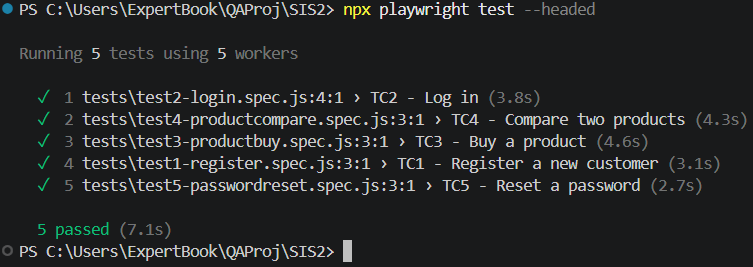 PS C:\Users\ExpertBook\QAProj\SIS2> npx playwright test --headed
Running 5 tests using 5 workers
✓ 1 tests\test2-login.spec.js:4:1 › TC2 - Log in (3.8s)
✓ 2 tests\test4-productcompare.spec.js:3:1 › TC4 - Compare two products (4.3s)
✓ 3 tests\test3-productbuy.spec.js:3:1 › TC3 - Buy a product (4.6s)
✓ 4 tests\test1-register.spec.js:3:1 › TC1 - Register a new customer (3.1s)
✓ 5 tests\test5-passwordreset.spec.js:3:1 › TC5 - Reset a password (2.7s)
5 passed (7.1s)
PS C:\Users\ExpertBook\QAProj\SIS2>